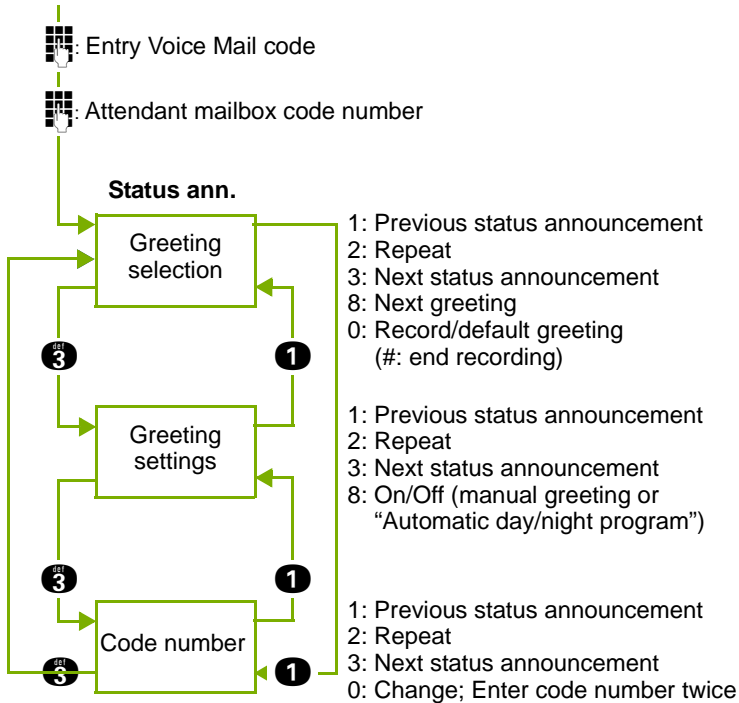 : Entry Voice Mail code
: Attendant mailbox code number
Status ann.
Greeting
selection
1: Previous status announcement
2: Repeat
3: Next status announcement
8: Next greeting
0: Record/default greeting
(#: end recording)
def
3
1
Greeting
settings
1: Previous status announcement
2: Repeat
3: Next status announcement
8: On/Off (manual greeting or
“Automatic day/night program”)
def
3
1
Code number
1: Previous status announcement
2: Repeat
3: Next status announcement
0: Change; Enter code number twice
def
3
1